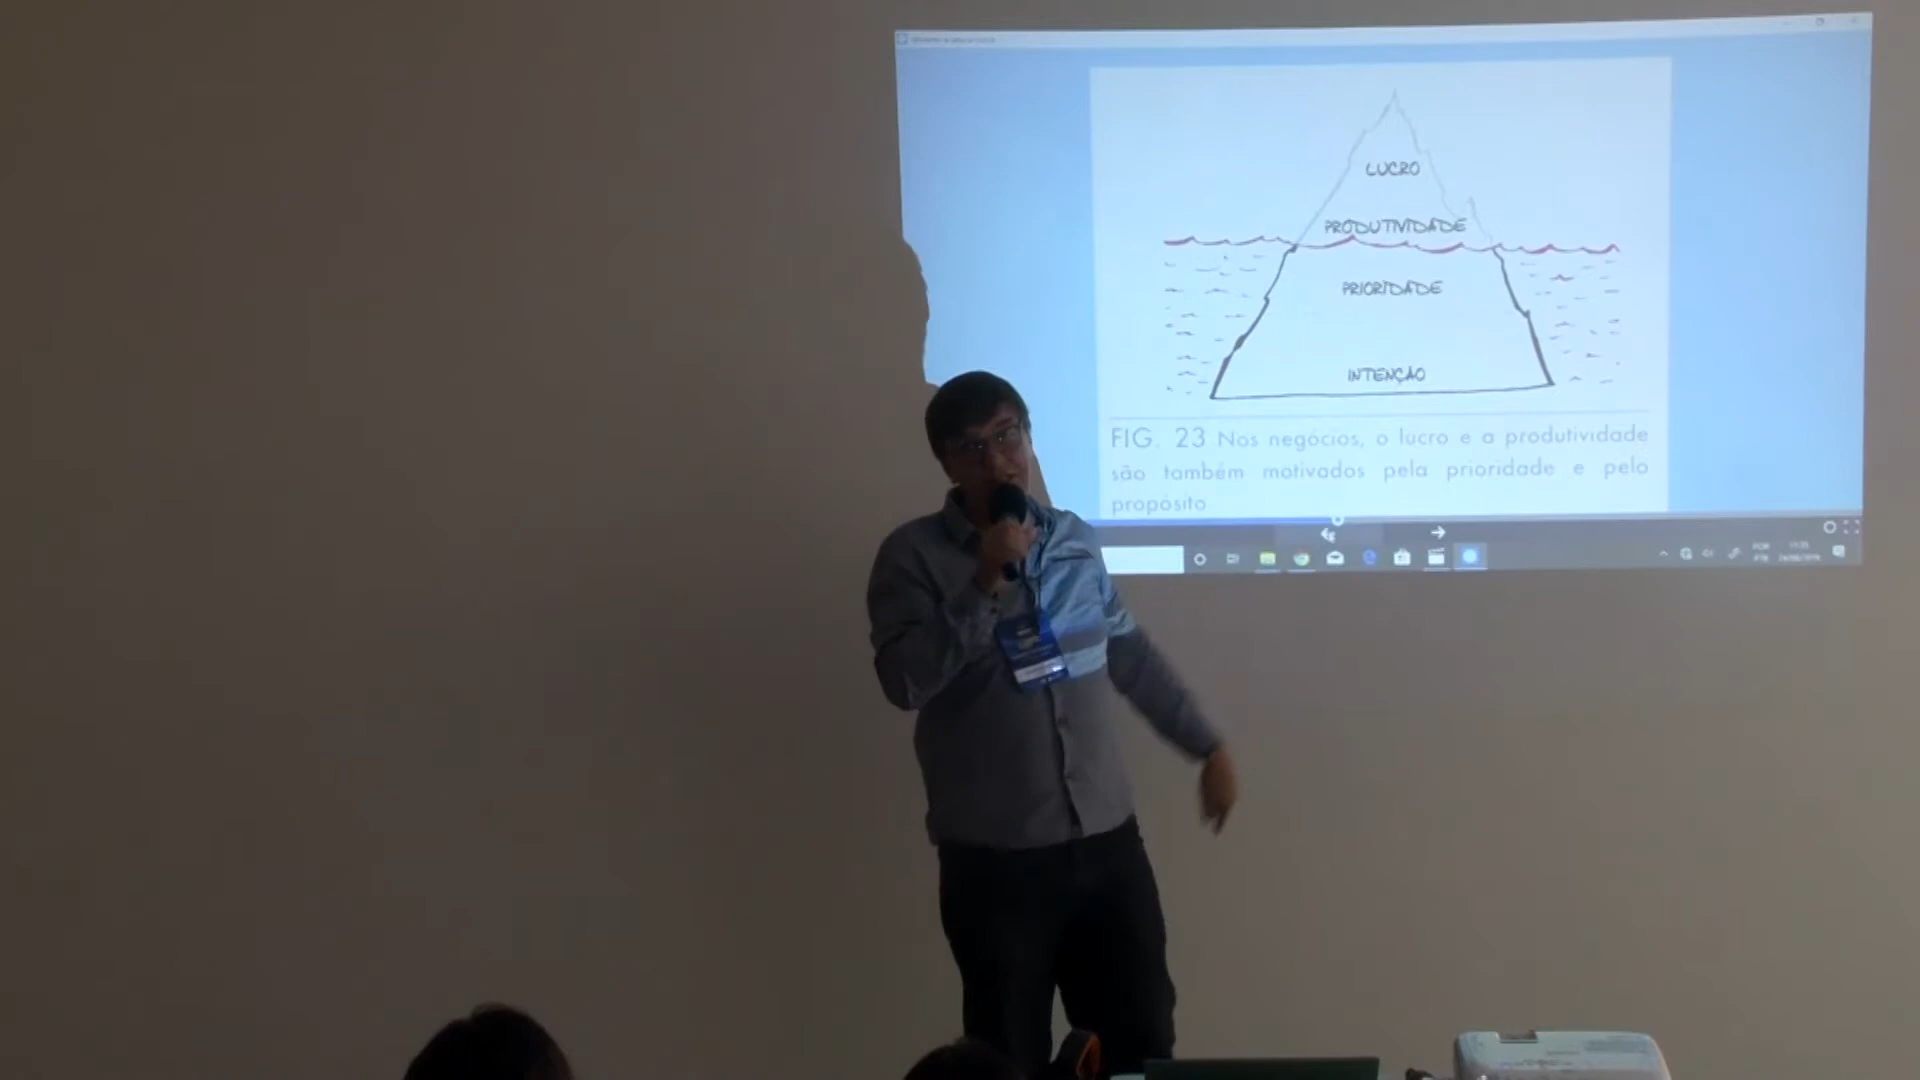 LUCRO
PRODUTIVIDADE
PRIORIDADE
INTENÇÃO
FIG. 23 Nos negócios, o lucro e a produtividade
são também motivados pela prioridade e pelo
propósito